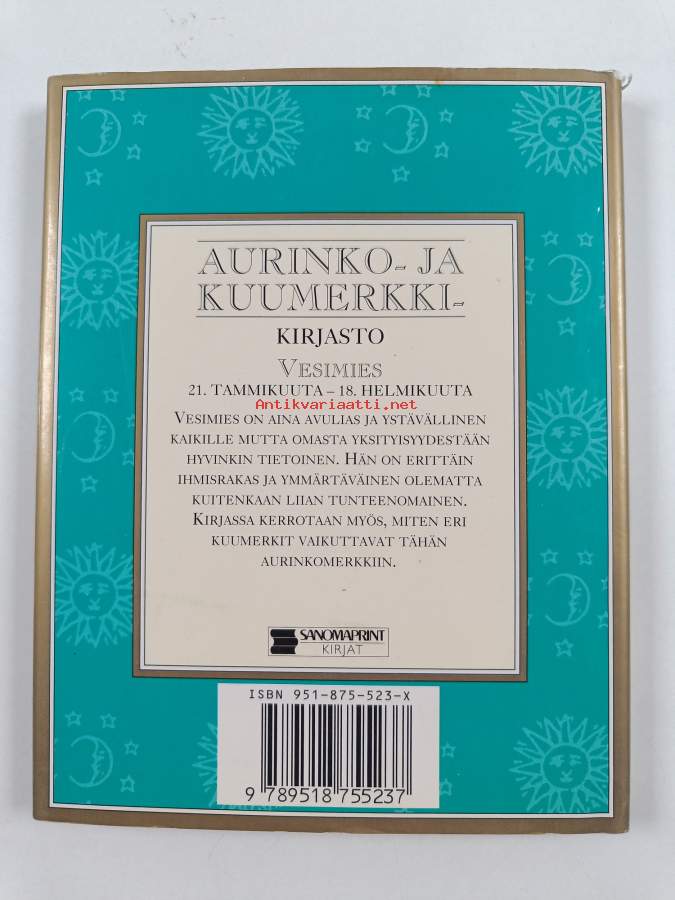 AURINKO- JA
KUUMERKKI-
KIRJASTO
VESIMIES
21. TAMMIKUUTA – 18. HELMIKUUTA
Antikvariaatti.net
VESIMIES ON AINA AVULIAS JA YSTÄVÄLLINEN
KAIKILLE MUTTA OMASTA YKSITYISYYDESTÄÄN
HYVINKIN TIETOINEN. HÄN ON ERITTÄIN
IHMISRAKAS JA YMMÄRTÄVÄINEN OLEMATTA
KUITENKAAN LIIAN TUNTEENOMAINEN.
KIRJASSA KERROTAAN MYÖS, MITEN ERI
KUUMERKIT VAIKUTTAVAT TÄHÄN
AURINKOMERKKIIN.
SANOMAPRINT
KIRJAT
ISBN 951-875-523-X
9 789518 755237